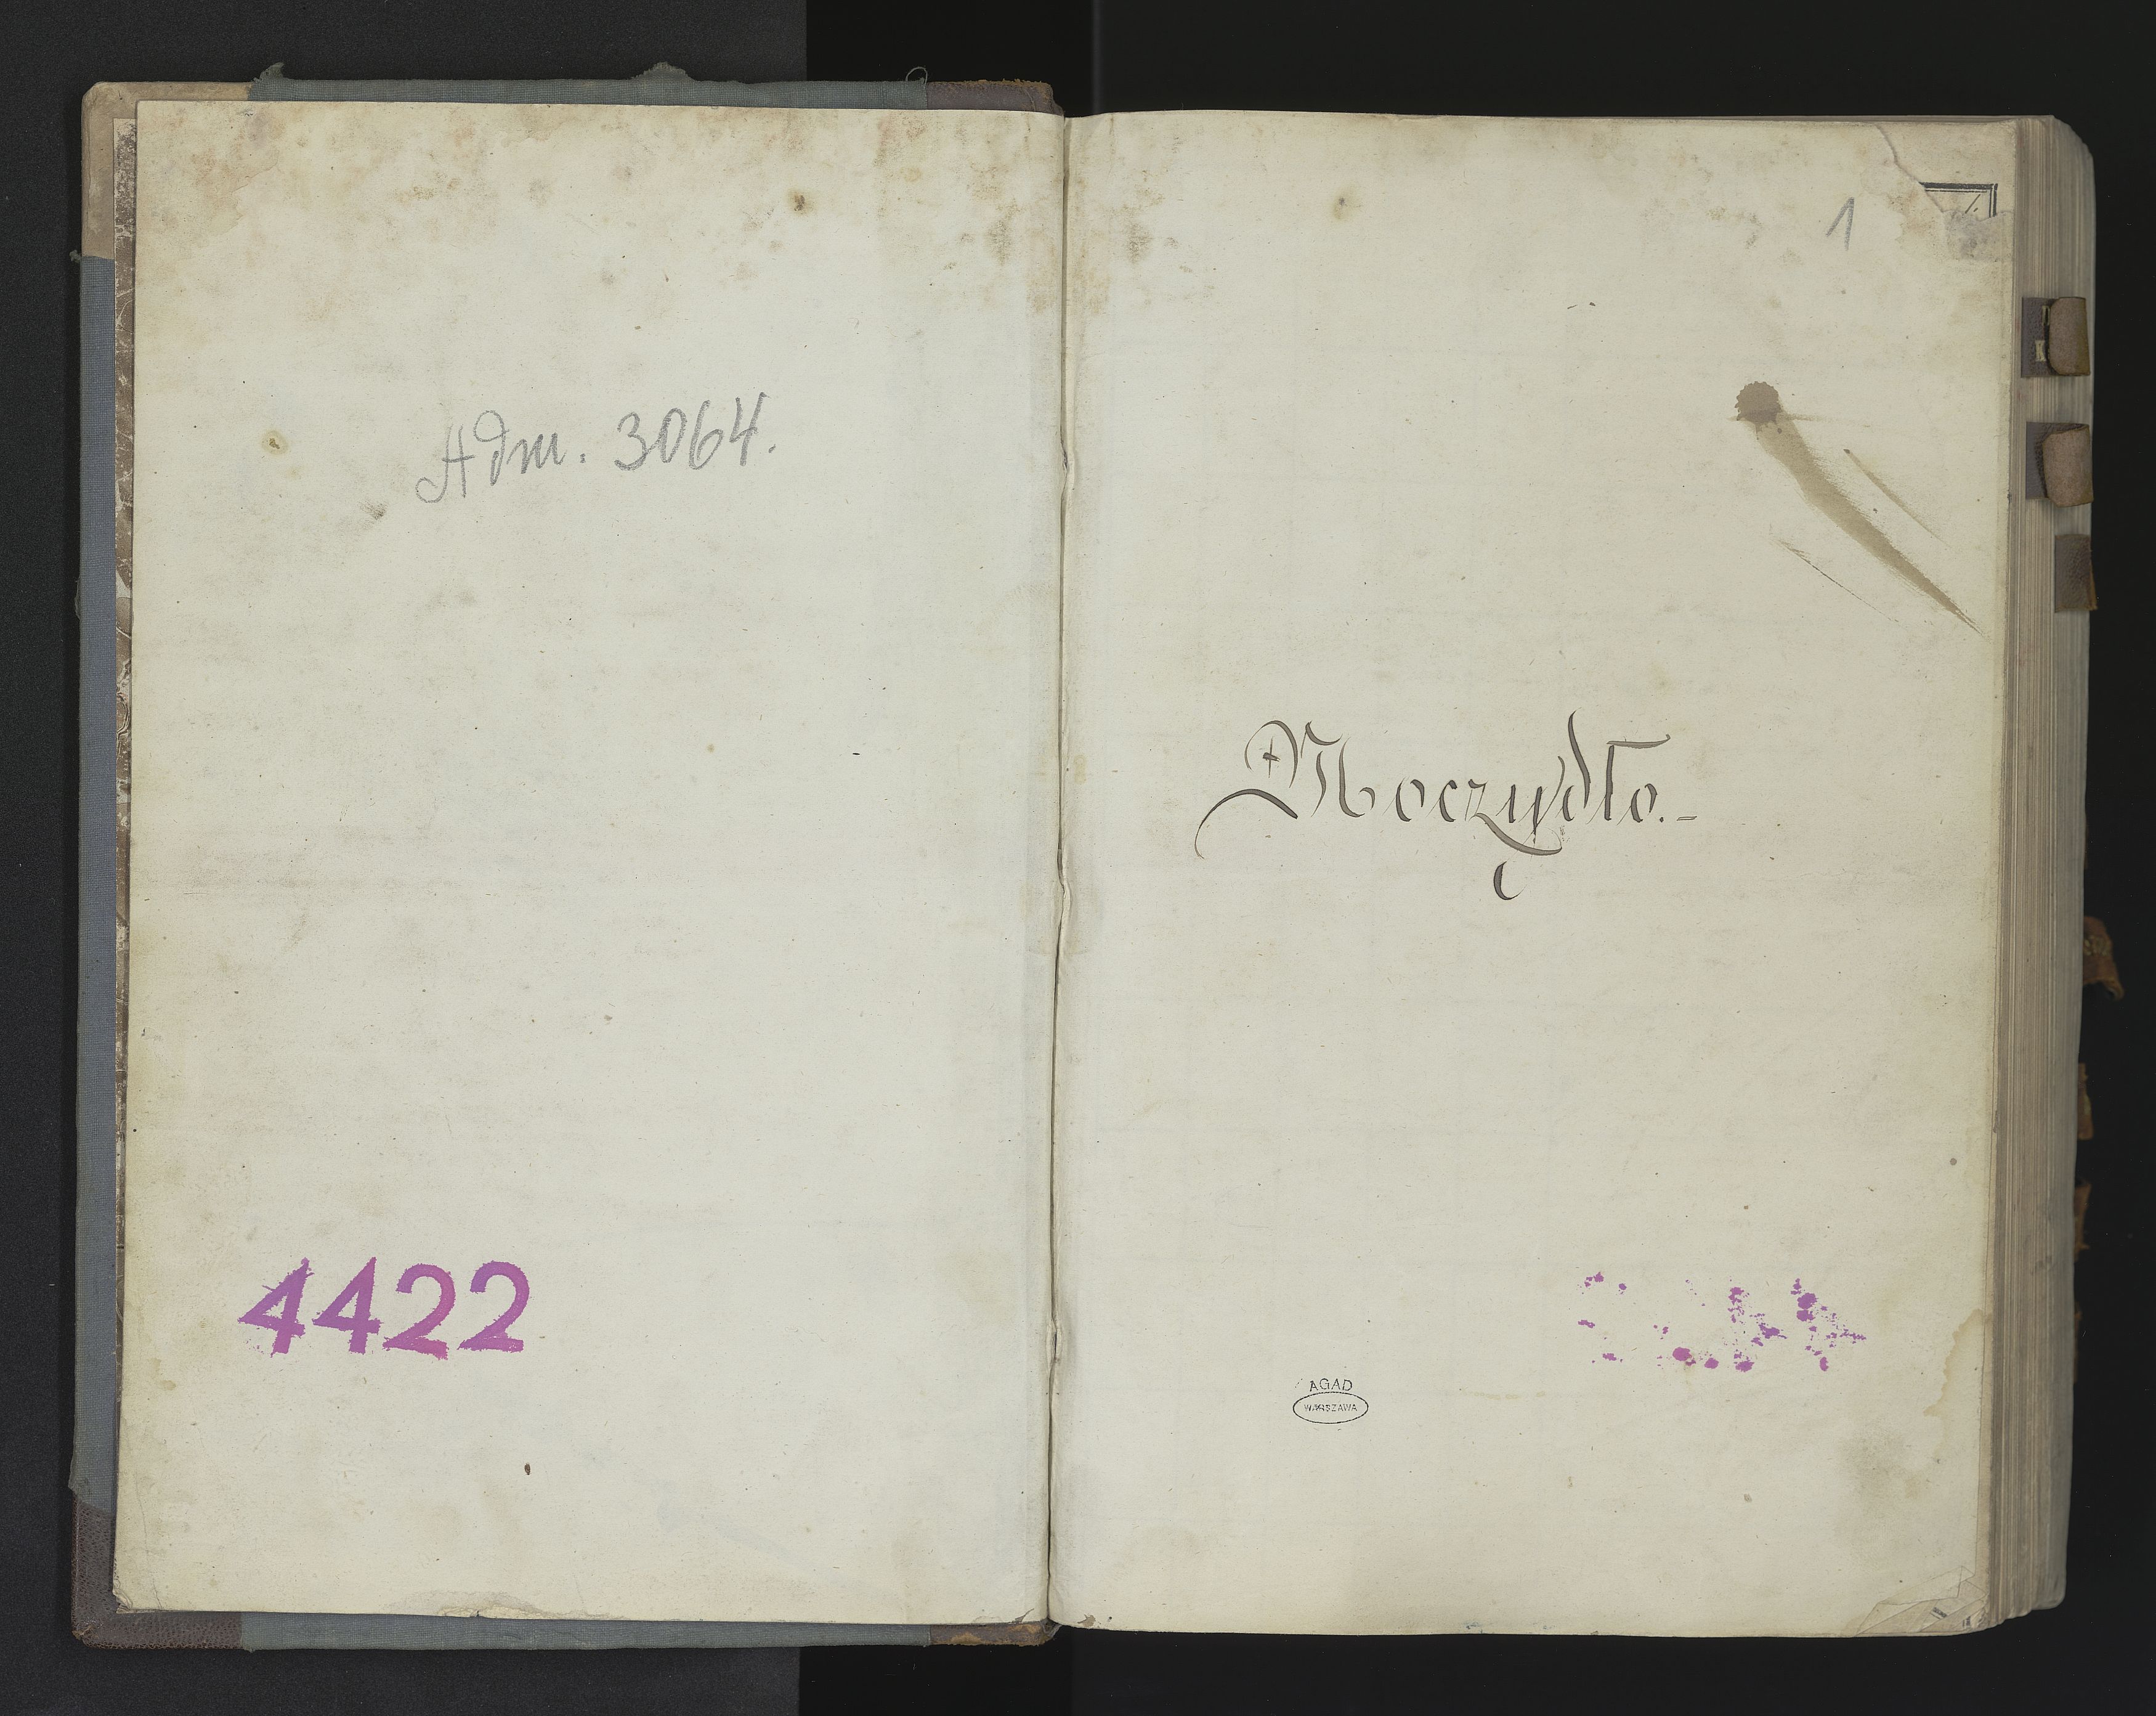 Adm. 3064.
4422
1
Moczydło.-
AGAD
WARSZAWA